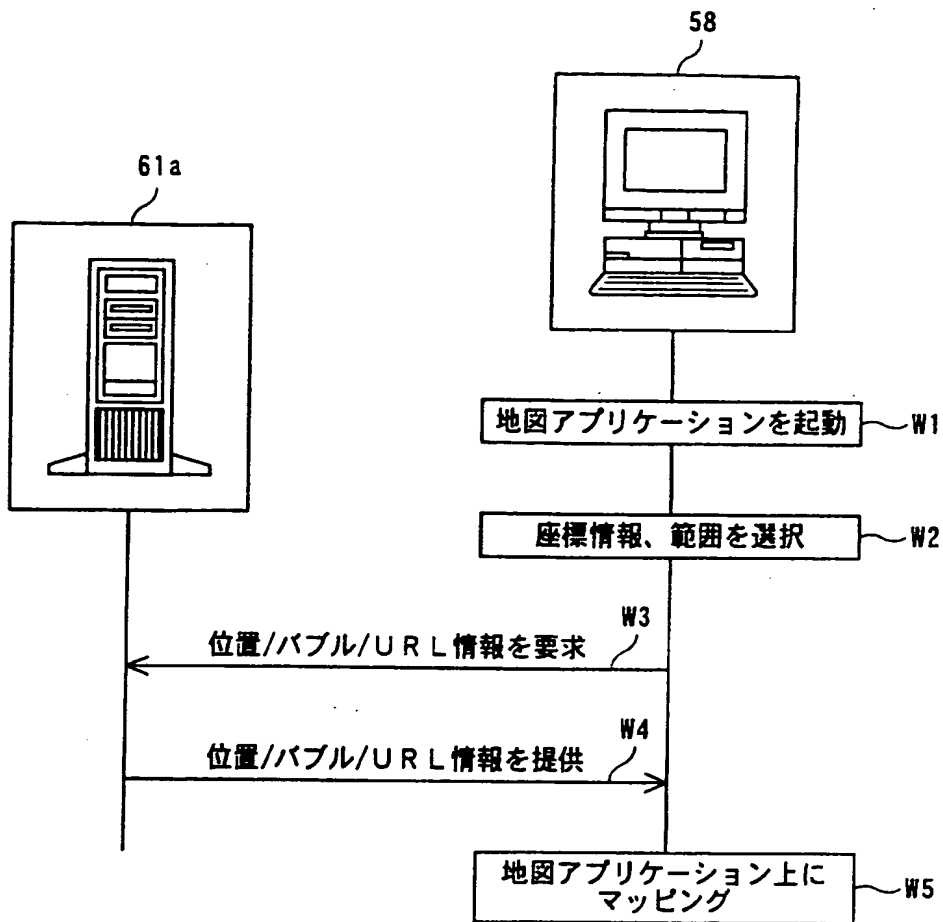 58
61a
地図アプリケーションを起動
W1
座標情報、範囲を選択
W2
W3
位置/バブル/URL情報を要求
W4
位置/バブル/URL情報を提供
地図アプリケーション上に
マッピング
W5